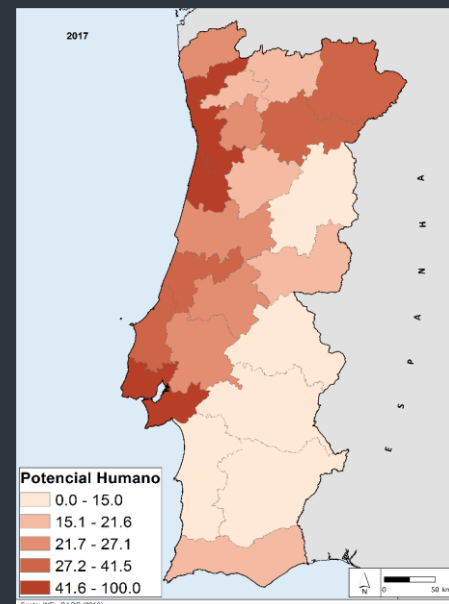 2017
ESPANHA
Potencial Humano
0.0 - 15.0
15.1 - 21.6
21.7 - 27.1
27.2 - 41.5
41.6 - 100.0
N
0 50 km